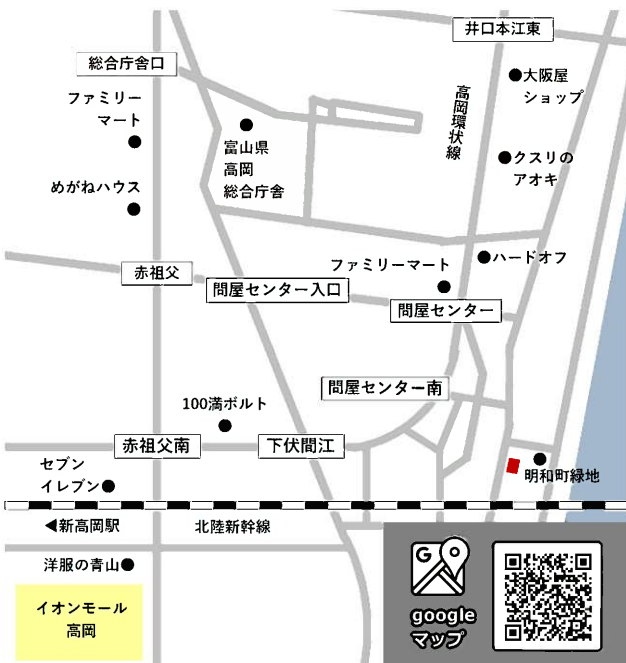 井口本江東
総合庁舎口
大阪屋
ショップ
ファミリー
マート
高岡環状線
富山県
高岡
総合庁舎
クスリの
アオキ
めがねハウス
ハードオフ
ファミリーマート
赤祖父
問屋センター入口
問屋センター
問屋センター南
100満ボルト
赤祖父南
下伏間江
セブン
イレブン
明和町緑地
◀新高岡駅
北陸新幹線
洋服の青山
イオンモール
高岡
G
google
マップ